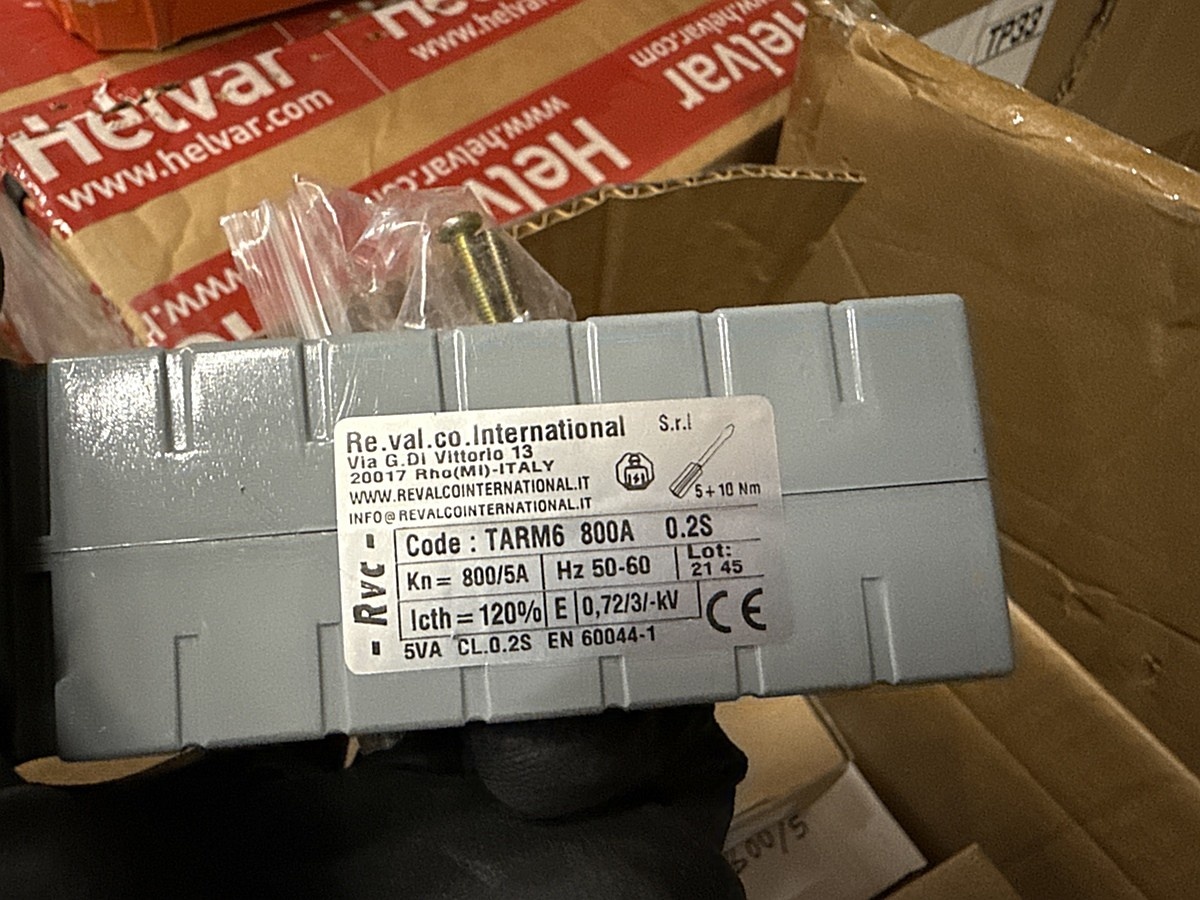 Helvar
www.helvar.com
www.helvar.com
Helvar
www.helvar.com
TP33
Re.val.co.International S.r.l
Via G.Di Vittorio 13
20017 Rho(MI)-ITALY
WWW.REVALCOINTERNATIONAL.IT
INFO@REVALCOINTERNATIONAL.IT
5+10 Nm
- Rvc -
Code : TARM6 800A 0.2S
Kn= 800/5A Hz 50-60 Lot:
21 45
Icth=120% E 0,72/3/-kV CE
5VA CL.0.2S EN 60044-1